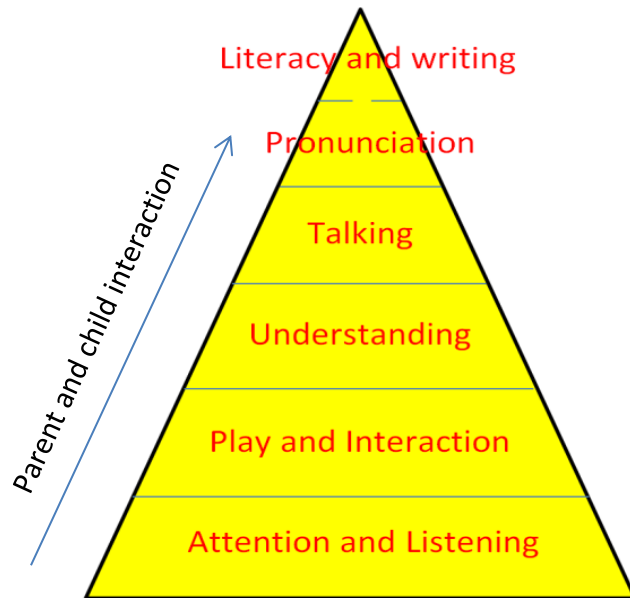 Literacy and writing
Pronunciation
Talking
Understanding
Play and Interaction
Attention and Listening
Parent and child interaction